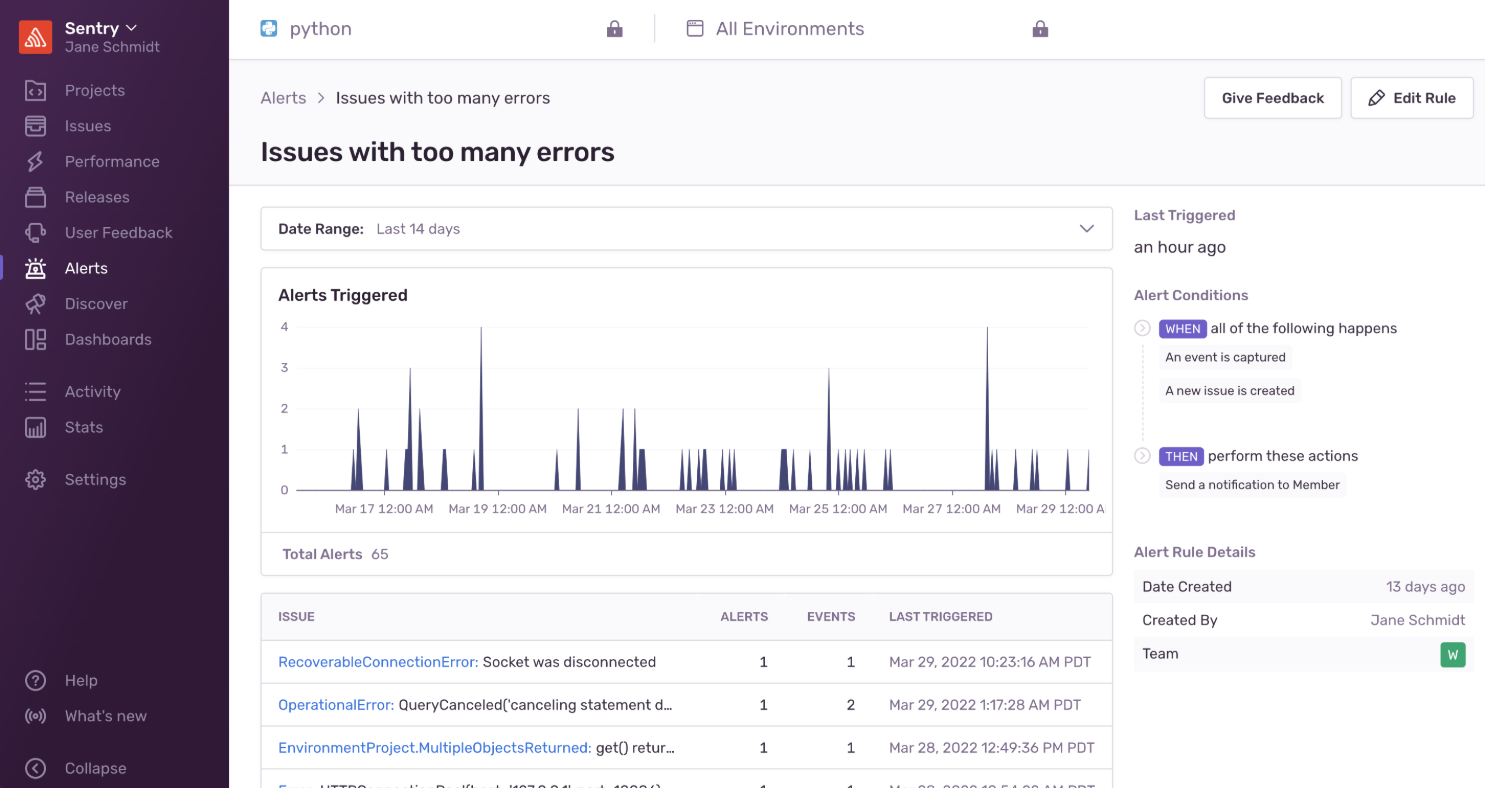 Sentry
Jane Schmidt
Projects
Issues
Performance
Releases
User Feedback
Alerts
Discover
Dashboards
Activity
Stats
Settings
Help
What's new
Collapse
python
All Environments
Alerts > Issues with too many errors
Give Feedback
Edit Rule
Issues with too many errors
Date Range: Last 14 days
Alerts Triggered
4
3
2
1
0
Mar 17 12:00 AM Mar 19 12:00 AM Mar 21 12:00 AM Mar 23 12:00 AM Mar 25 12:00 AM Mar 27 12:00 AM Mar 29 12:00 A
Total Alerts 65
ISSUE ALERTS EVENTS LAST TRIGGERED
RecoverableConnectionError: Socket was disconnected 1 1 Mar 29, 2022 10:23:16 AM PDT
OperationalError: QueryCanceled('canceling statement d... 1 2 Mar 29, 2022 1:17:28 AM PDT
EnvironmentProject.MultipleObjectsReturned: get() retur... 1 1 Mar 28, 2022 12:49:36 PM PDT
Last Triggered
an hour ago
Alert Conditions
WHEN all of the following happens
An event is captured
A new issue is created
THEN perform these actions
Send a notification to Member
Alert Rule Details
Date Created 13 days ago
Created By Jane Schmidt
Team W